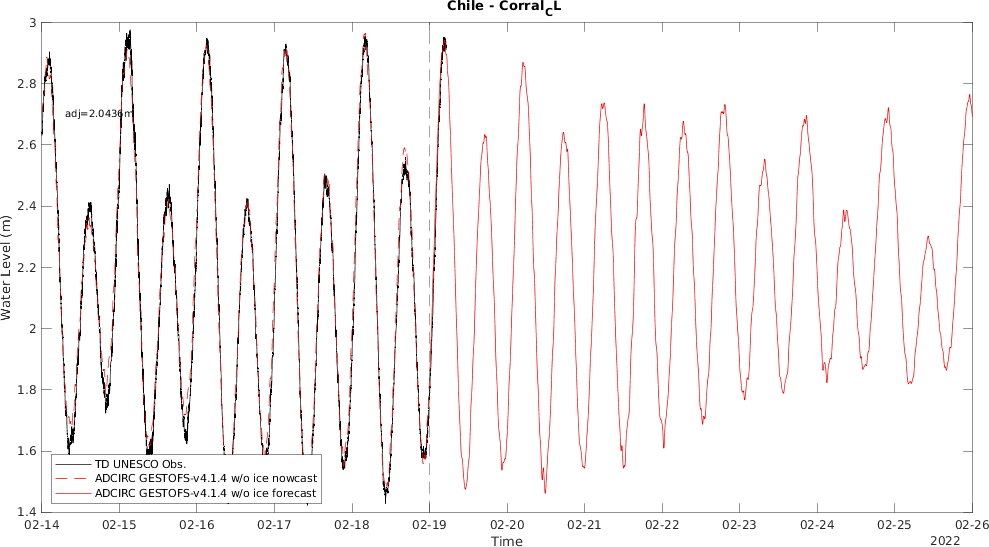 Chile - Corral_CL
3
2.8
2.6
2.4
2.2
2
1.8
1.6
1.4
Water Level (m)
adj=2.0436m
TD UNESCO Obs.
ADCIRC GESTOFS-v4.1.4 w/o ice nowcast
ADCIRC GESTOFS-v4.1.4 w/o ice forecast
02-14 02-15 02-16 02-17 02-18 02-19 02-20 02-21 02-22 02-23 02-24 02-25 02-26
Time
2022